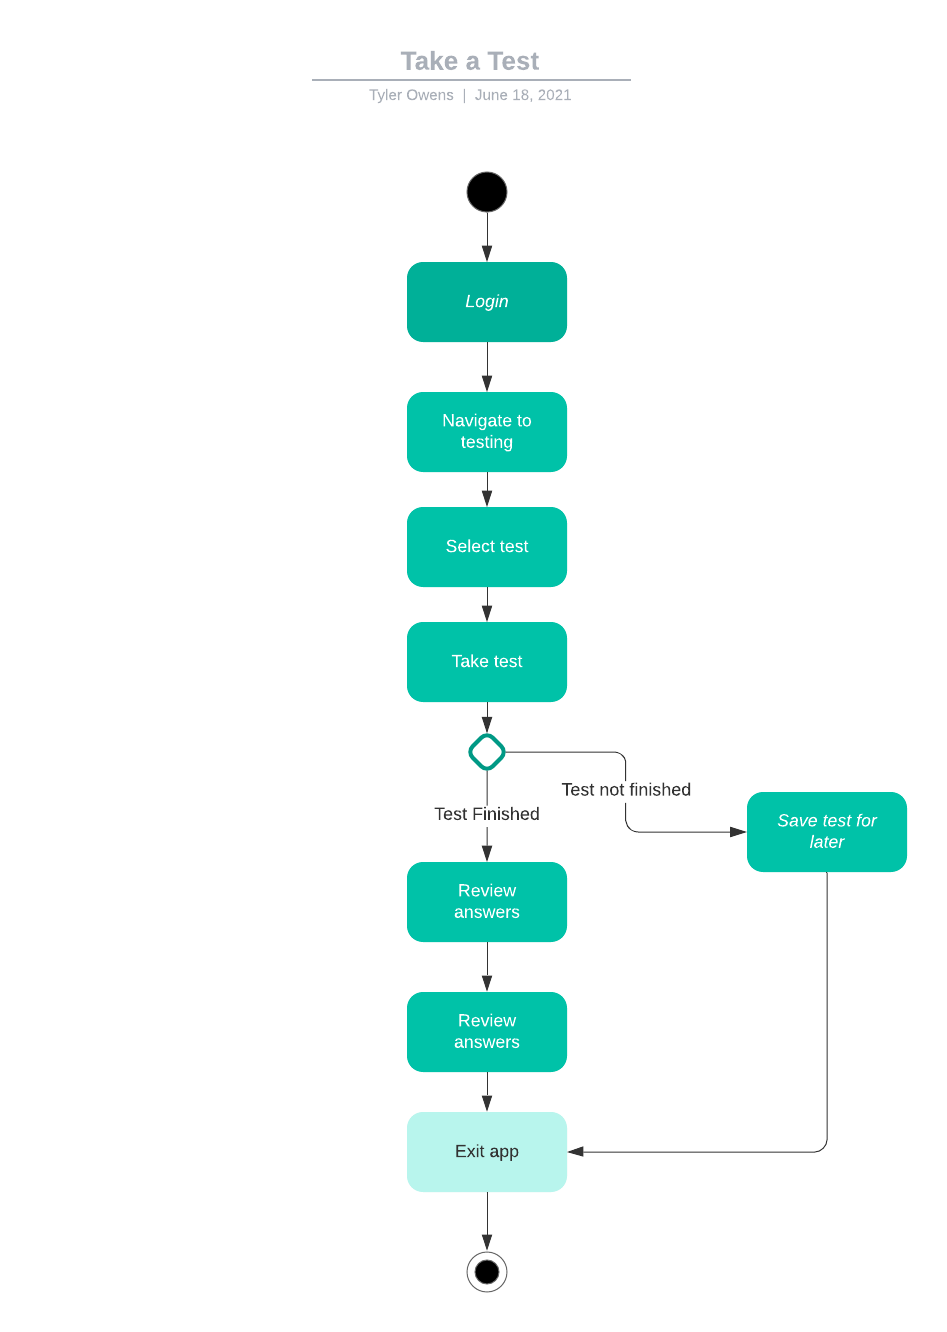 Take a Test
Tyler Owens | June 18, 2021
Login
Navigate to
testing
Select test
Take test
Test not finished
Test Finished
Save test for
later
Review
answers
Review
answers
Exit app